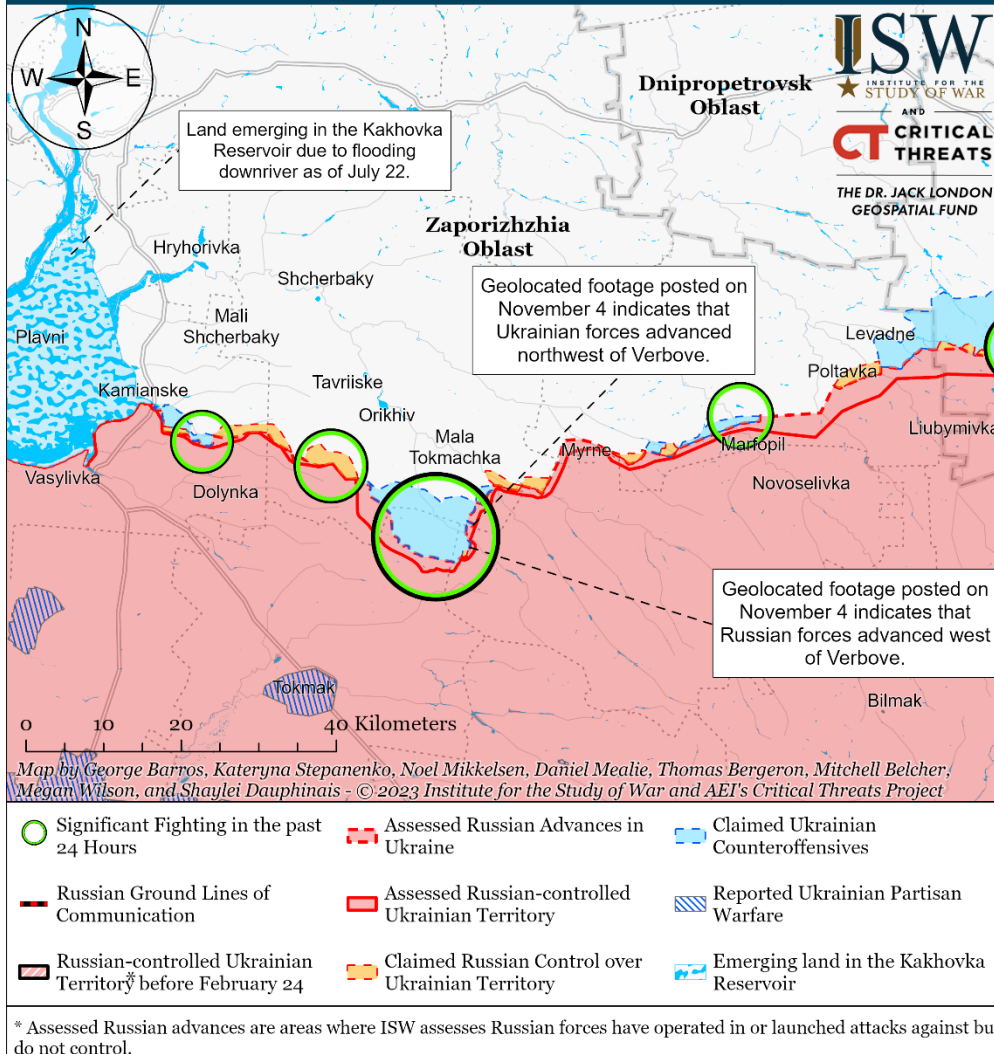 N
W
E
S
ISW
INSTITUTE FOR THE
STUDY OF WAR
AND
CT CRITICAL
THREATS
THE DR. JACK LONDON
GEOSPATIAL FUND
Dnipropetrovsk
Oblast
Land emerging in the Kakhovka
Reservoir due to flooding
downriver as of July 22.
Zaporizhzhia
Oblast
Hryhorivka
Shcherbaky
Geolocated footage posted on
November 4 indicates that
Ukrainian forces advanced
northwest of Verbove.
Mali
Shcherbaky
Plavni
Levadne
Poltavka
Tavriiske
Kamianske
Orikhiv
Mala
Tokmachka
Myrne
Marfopil
Liubymivka
Vasylivka
Dolynka
Novoselivka
Geolocated footage posted on
November 4 indicates that
Russian forces advanced west
of Verbove.
Tokmak
Bilmak
0 10 20 40 Kilometers
Map by George Barros, Kateryna Stepanenko, Noel Mikkelsen, Daniel Mealie, Thomas Bergeron, Mitchell Belcher,
Megan Wilson, and Shaylei Dauphinais - © 2023 Institute for the Study of War and AEI's Critical Threats Project
Significant Fighting in the past
24 Hours
Assessed Russian Advances in
Ukraine
Claimed Ukrainian
Counteroffensives
Russian Ground Lines of
Communication
Assessed Russian-controlled
Ukrainian Territory
Reported Ukrainian Partisan
Warfare
Russian-controlled Ukrainian
Territory* before February 24
Claimed Russian Control over
Ukrainian Territory
Emerging land in the Kakhovka
Reservoir
* Assessed Russian advances are areas where ISW assesses Russian forces have operated in or launched attacks against bu
do not control.